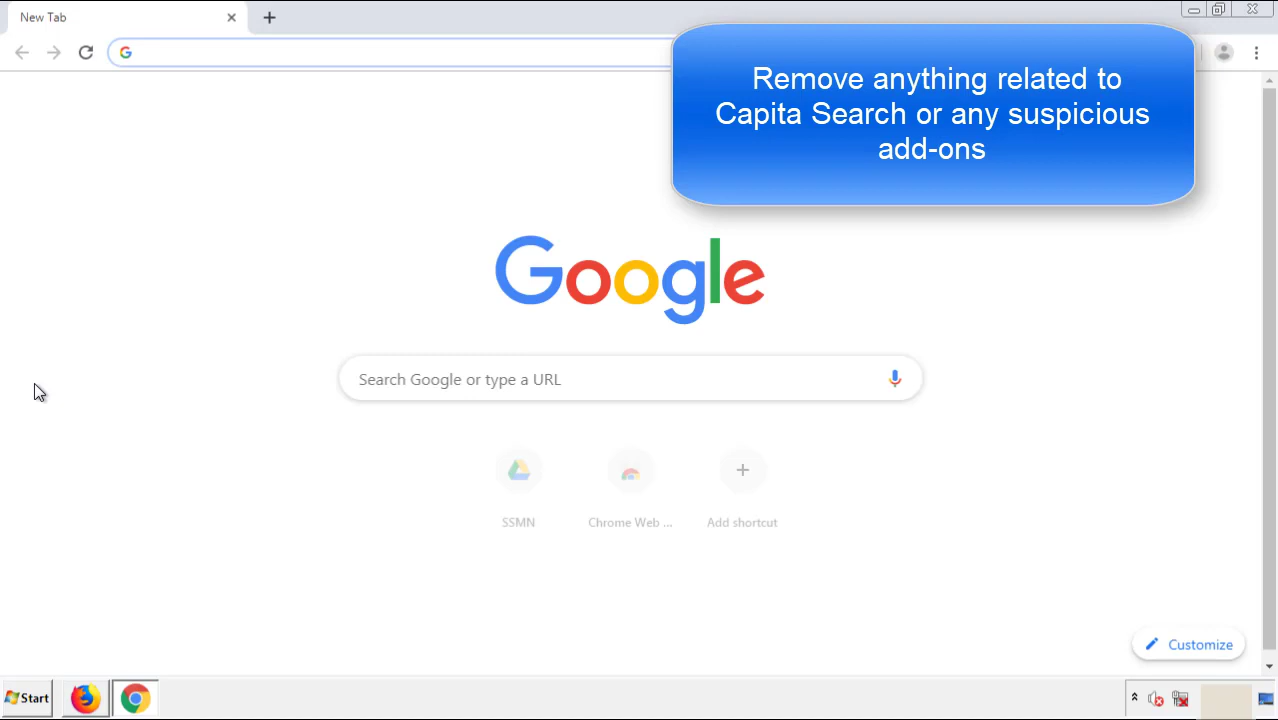 New Tab
Remove anything related to
Capita Search or any suspicious
add-ons
Google
Search Google or type a URL
SSMN
Chrome Web ...
Add shortcut
Customize
Start